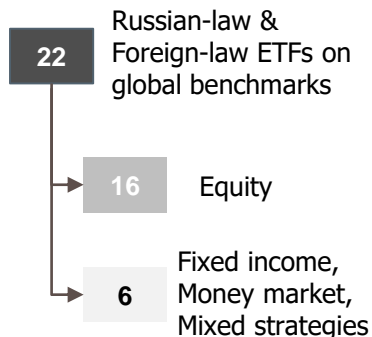 22
Russian-law &
Foreign-law ETFs on
global benchmarks
16
Equity
6
Fixed income,
Money market,
Mixed strategies